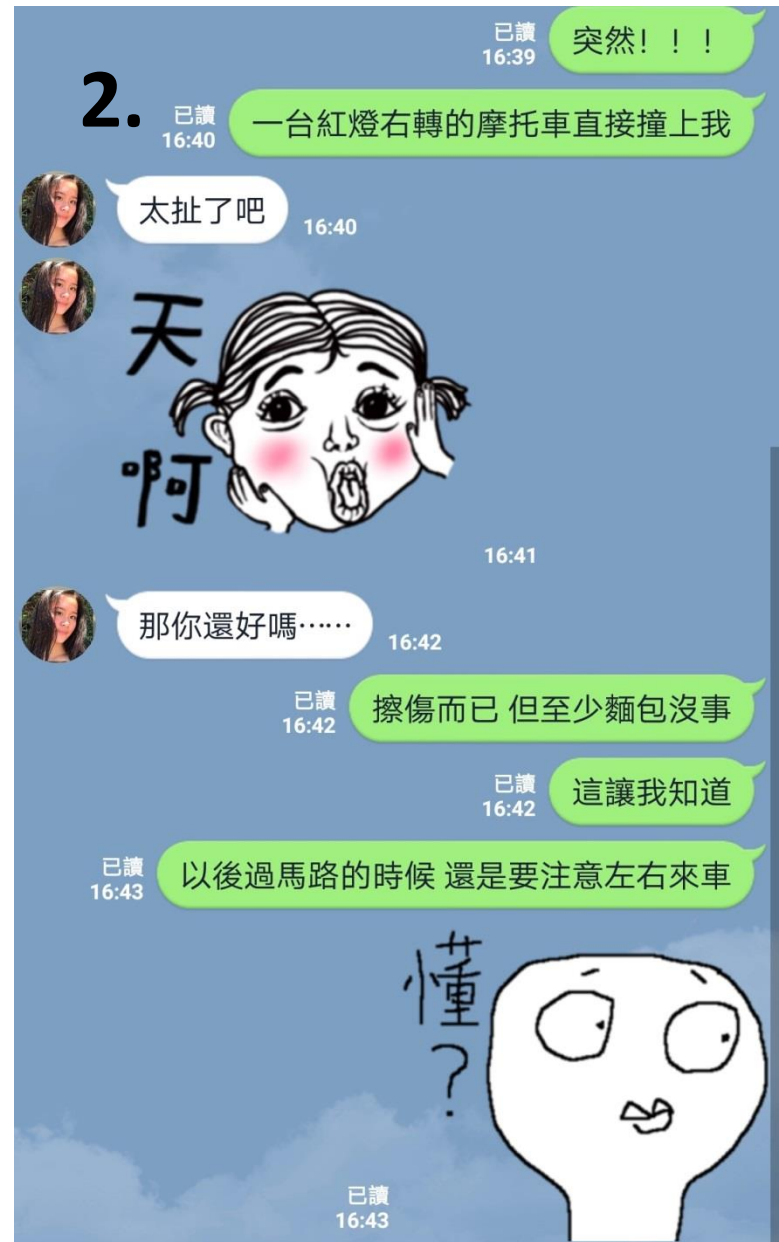 已讀
16:39
突然！！！
2.
已讀
16:40
一台紅燈右轉的摩托車直接撞上我
太扯了吧
16:40
天
啊
16:41
那你還好嗎⋯⋯
16:42
已讀
16:42
擦傷而已 但至少麵包沒事
已讀
16:42
這讓我知道
已讀
16:43
以後過馬路的時候 還是要注意左右來車
懂
？
已讀
16:43